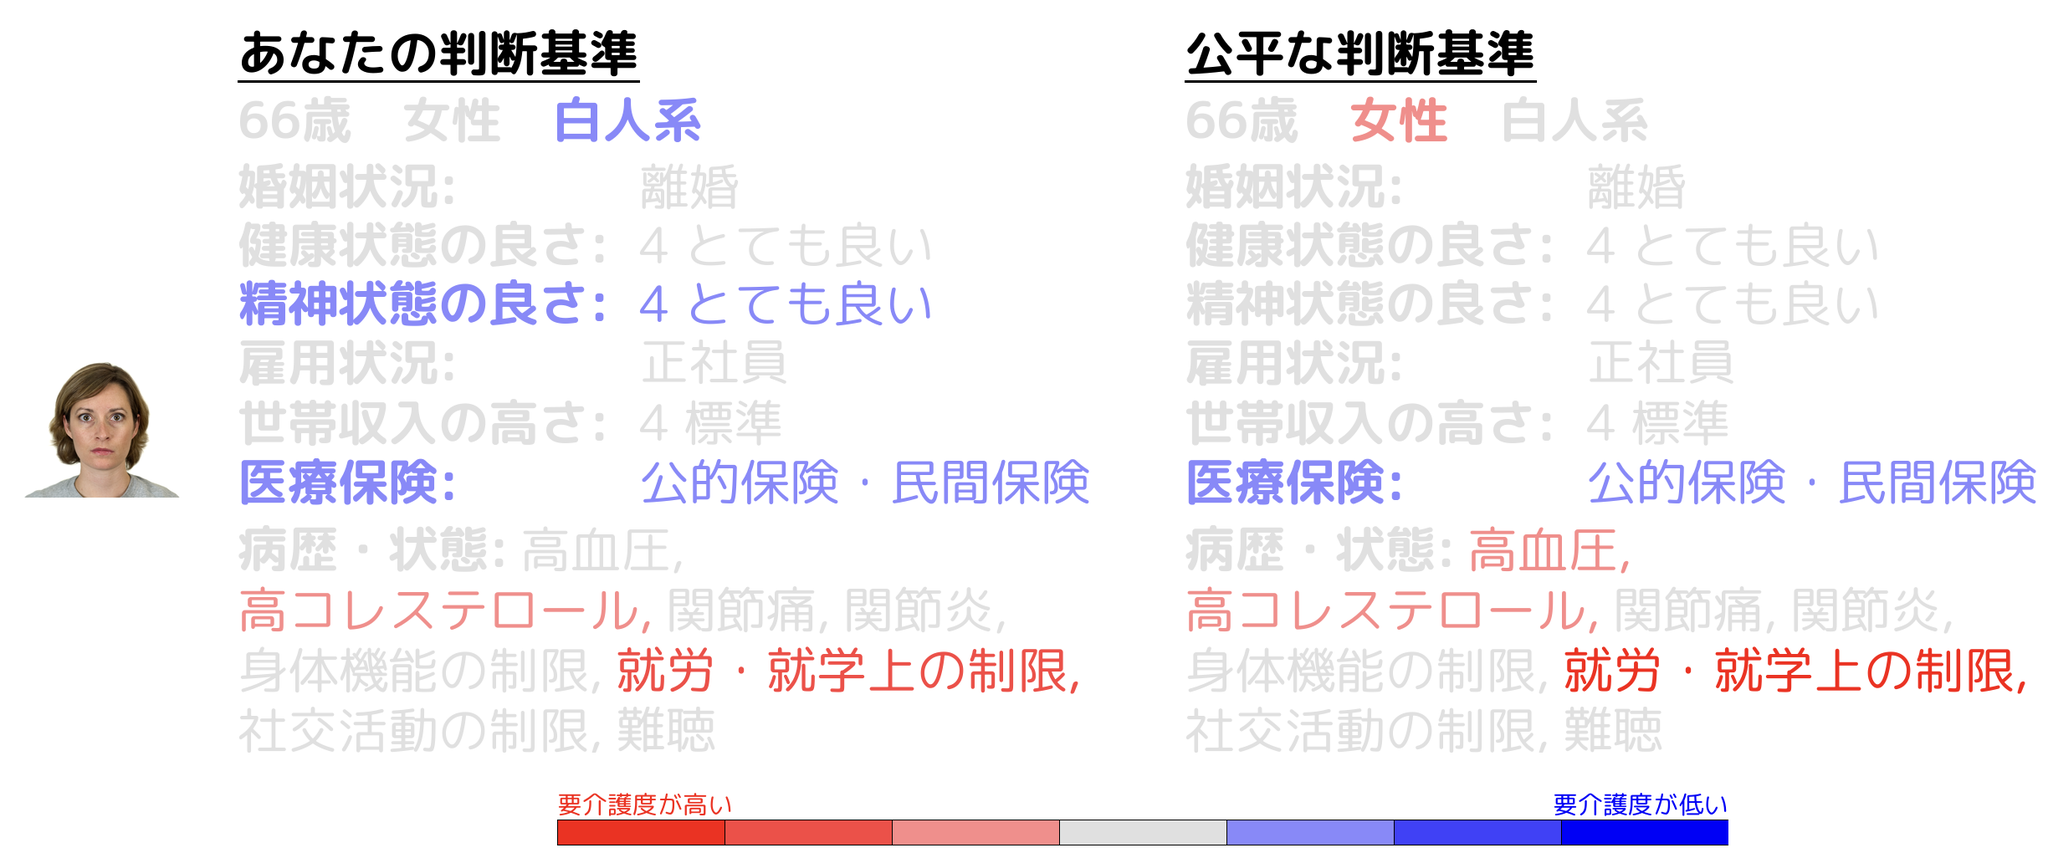 あなたの判断基準
66歳 女性 白人系
婚姻状況: 離婚
健康状態の良さ: 4 とても良い
精神状態の良さ: 4 とても良い
雇用状況: 正社員
世帯収入の高さ: 4 標準
医療保険: 公的保険・民間保険
病歴・状態: 高血圧,
高コレステロール, 関節痛, 関節炎,
身体機能の制限, 就労・就学上の制限,
社交活動の制限, 難聴
公平な判断基準
66歳 女性 白人系
婚姻状況: 離婚
健康状態の良さ: 4 とても良い
精神状態の良さ: 4 とても良い
雇用状況: 正社員
世帯収入の高さ: 4 標準
医療保険: 公的保険・民間保険
病歴・状態: 高血圧,
高コレステロール, 関節痛, 関節炎,
身体機能の制限, 就労・就学上の制限,
社交活動の制限, 難聴
要介護度が高い 要介護度が低い